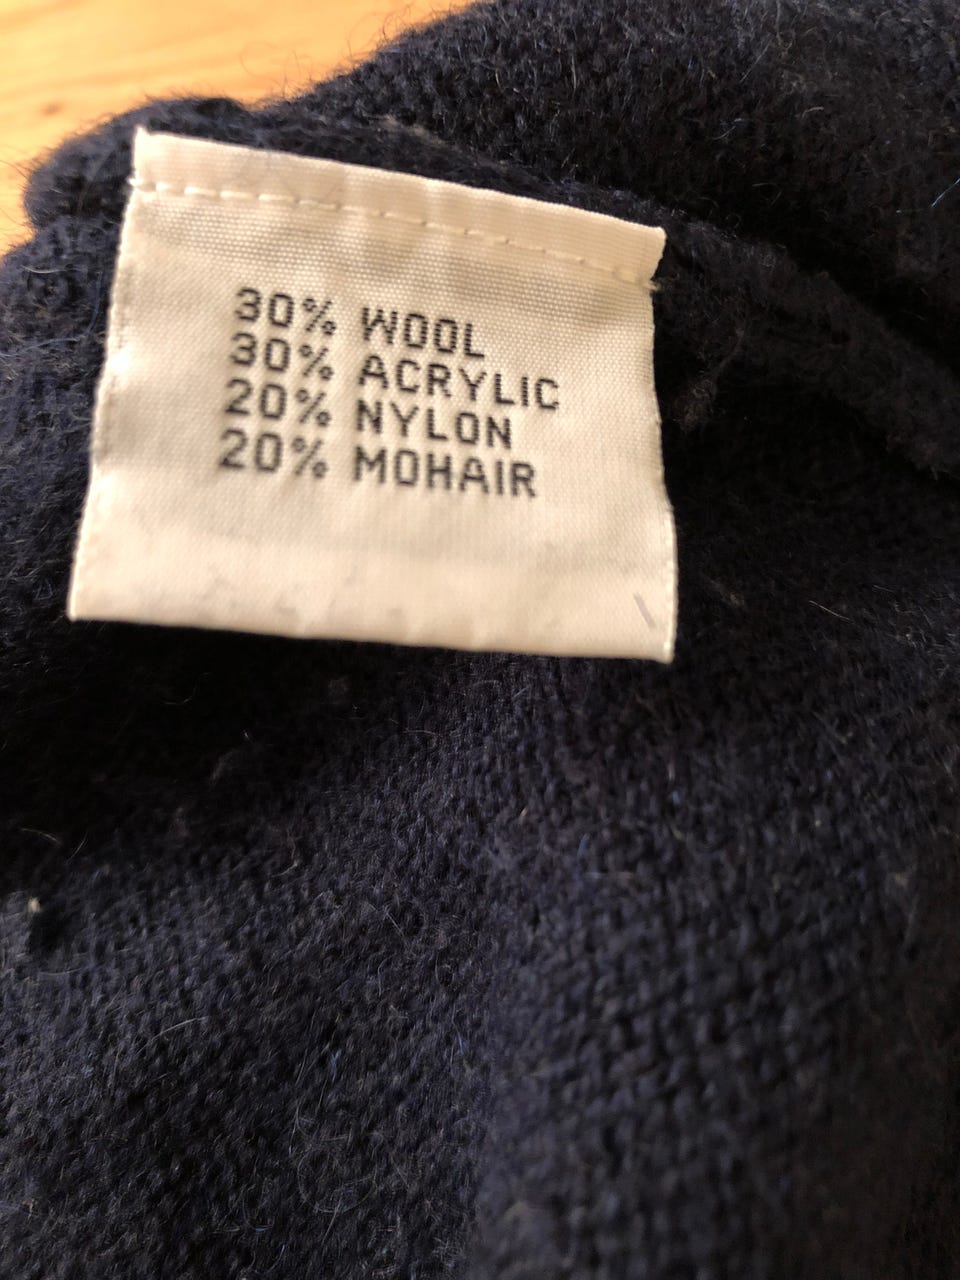 30% WOOL
30% ACRYLIC
20% NYLON
20% MOHAIR